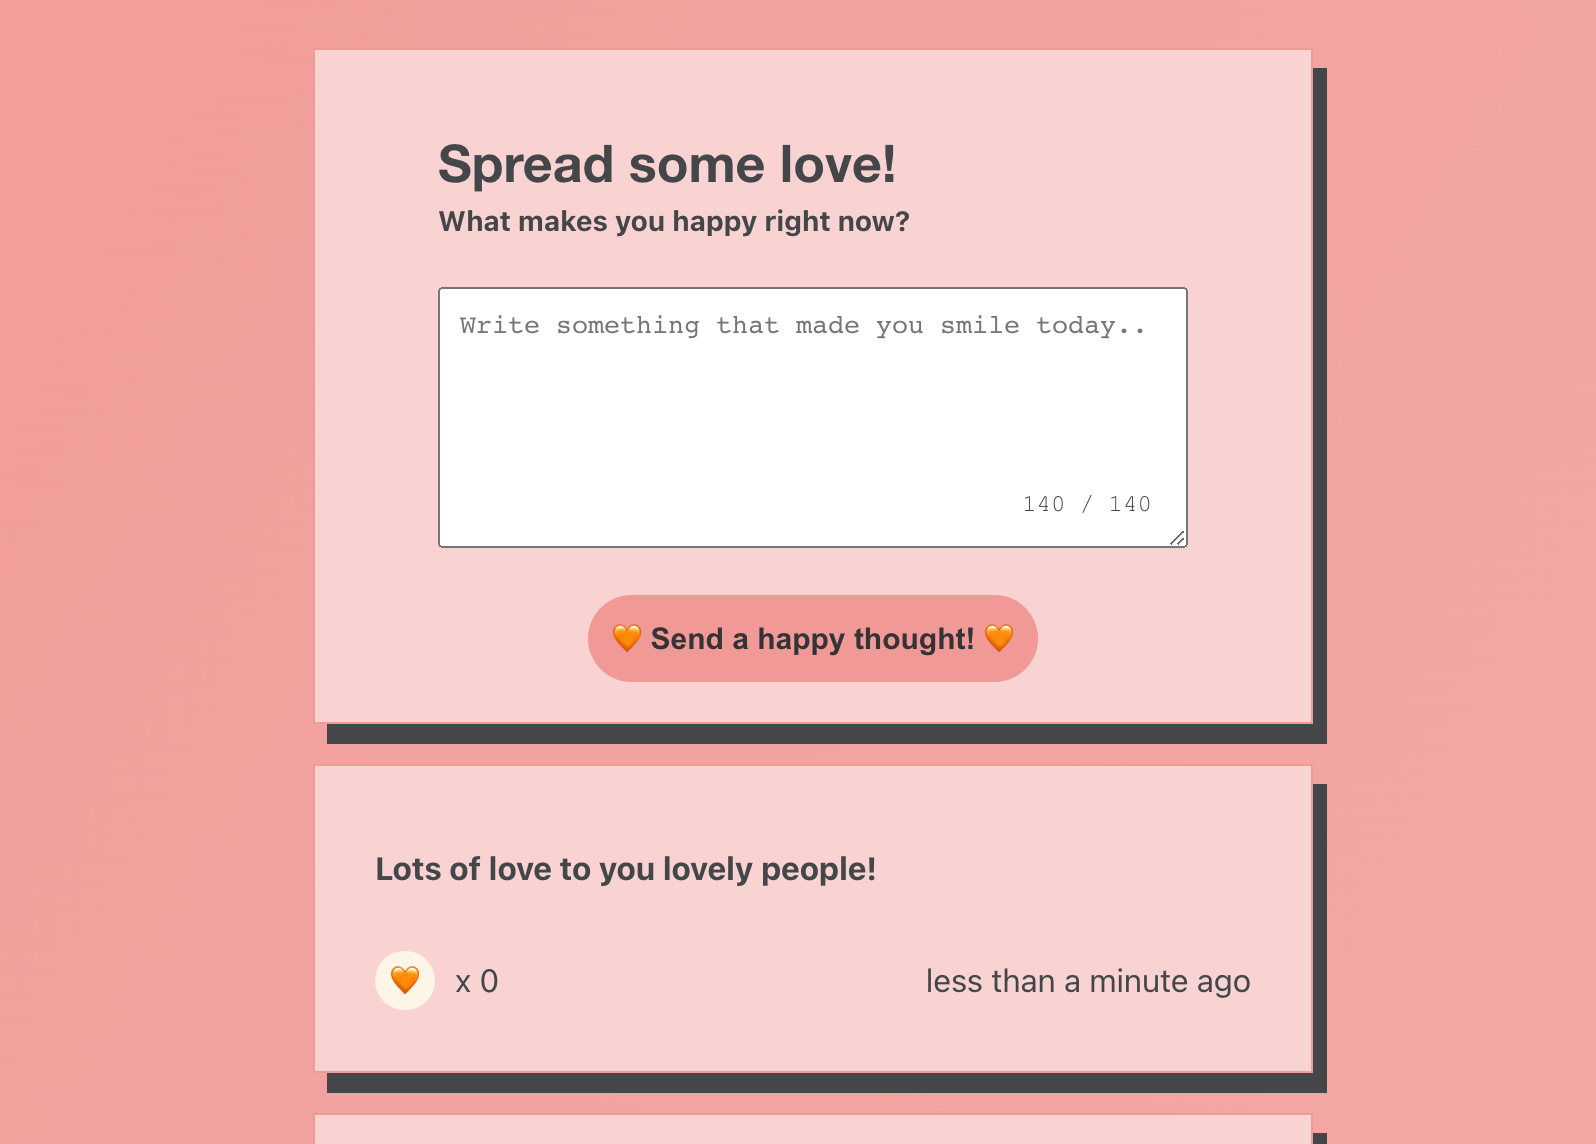 Spread some love!
What makes you happy right now?
Write something that made you smile today..
140 / 140
🧡 Send a happy thought! 🧡
Lots of love to you lovely people!
🧡 x 0
less than a minute ago